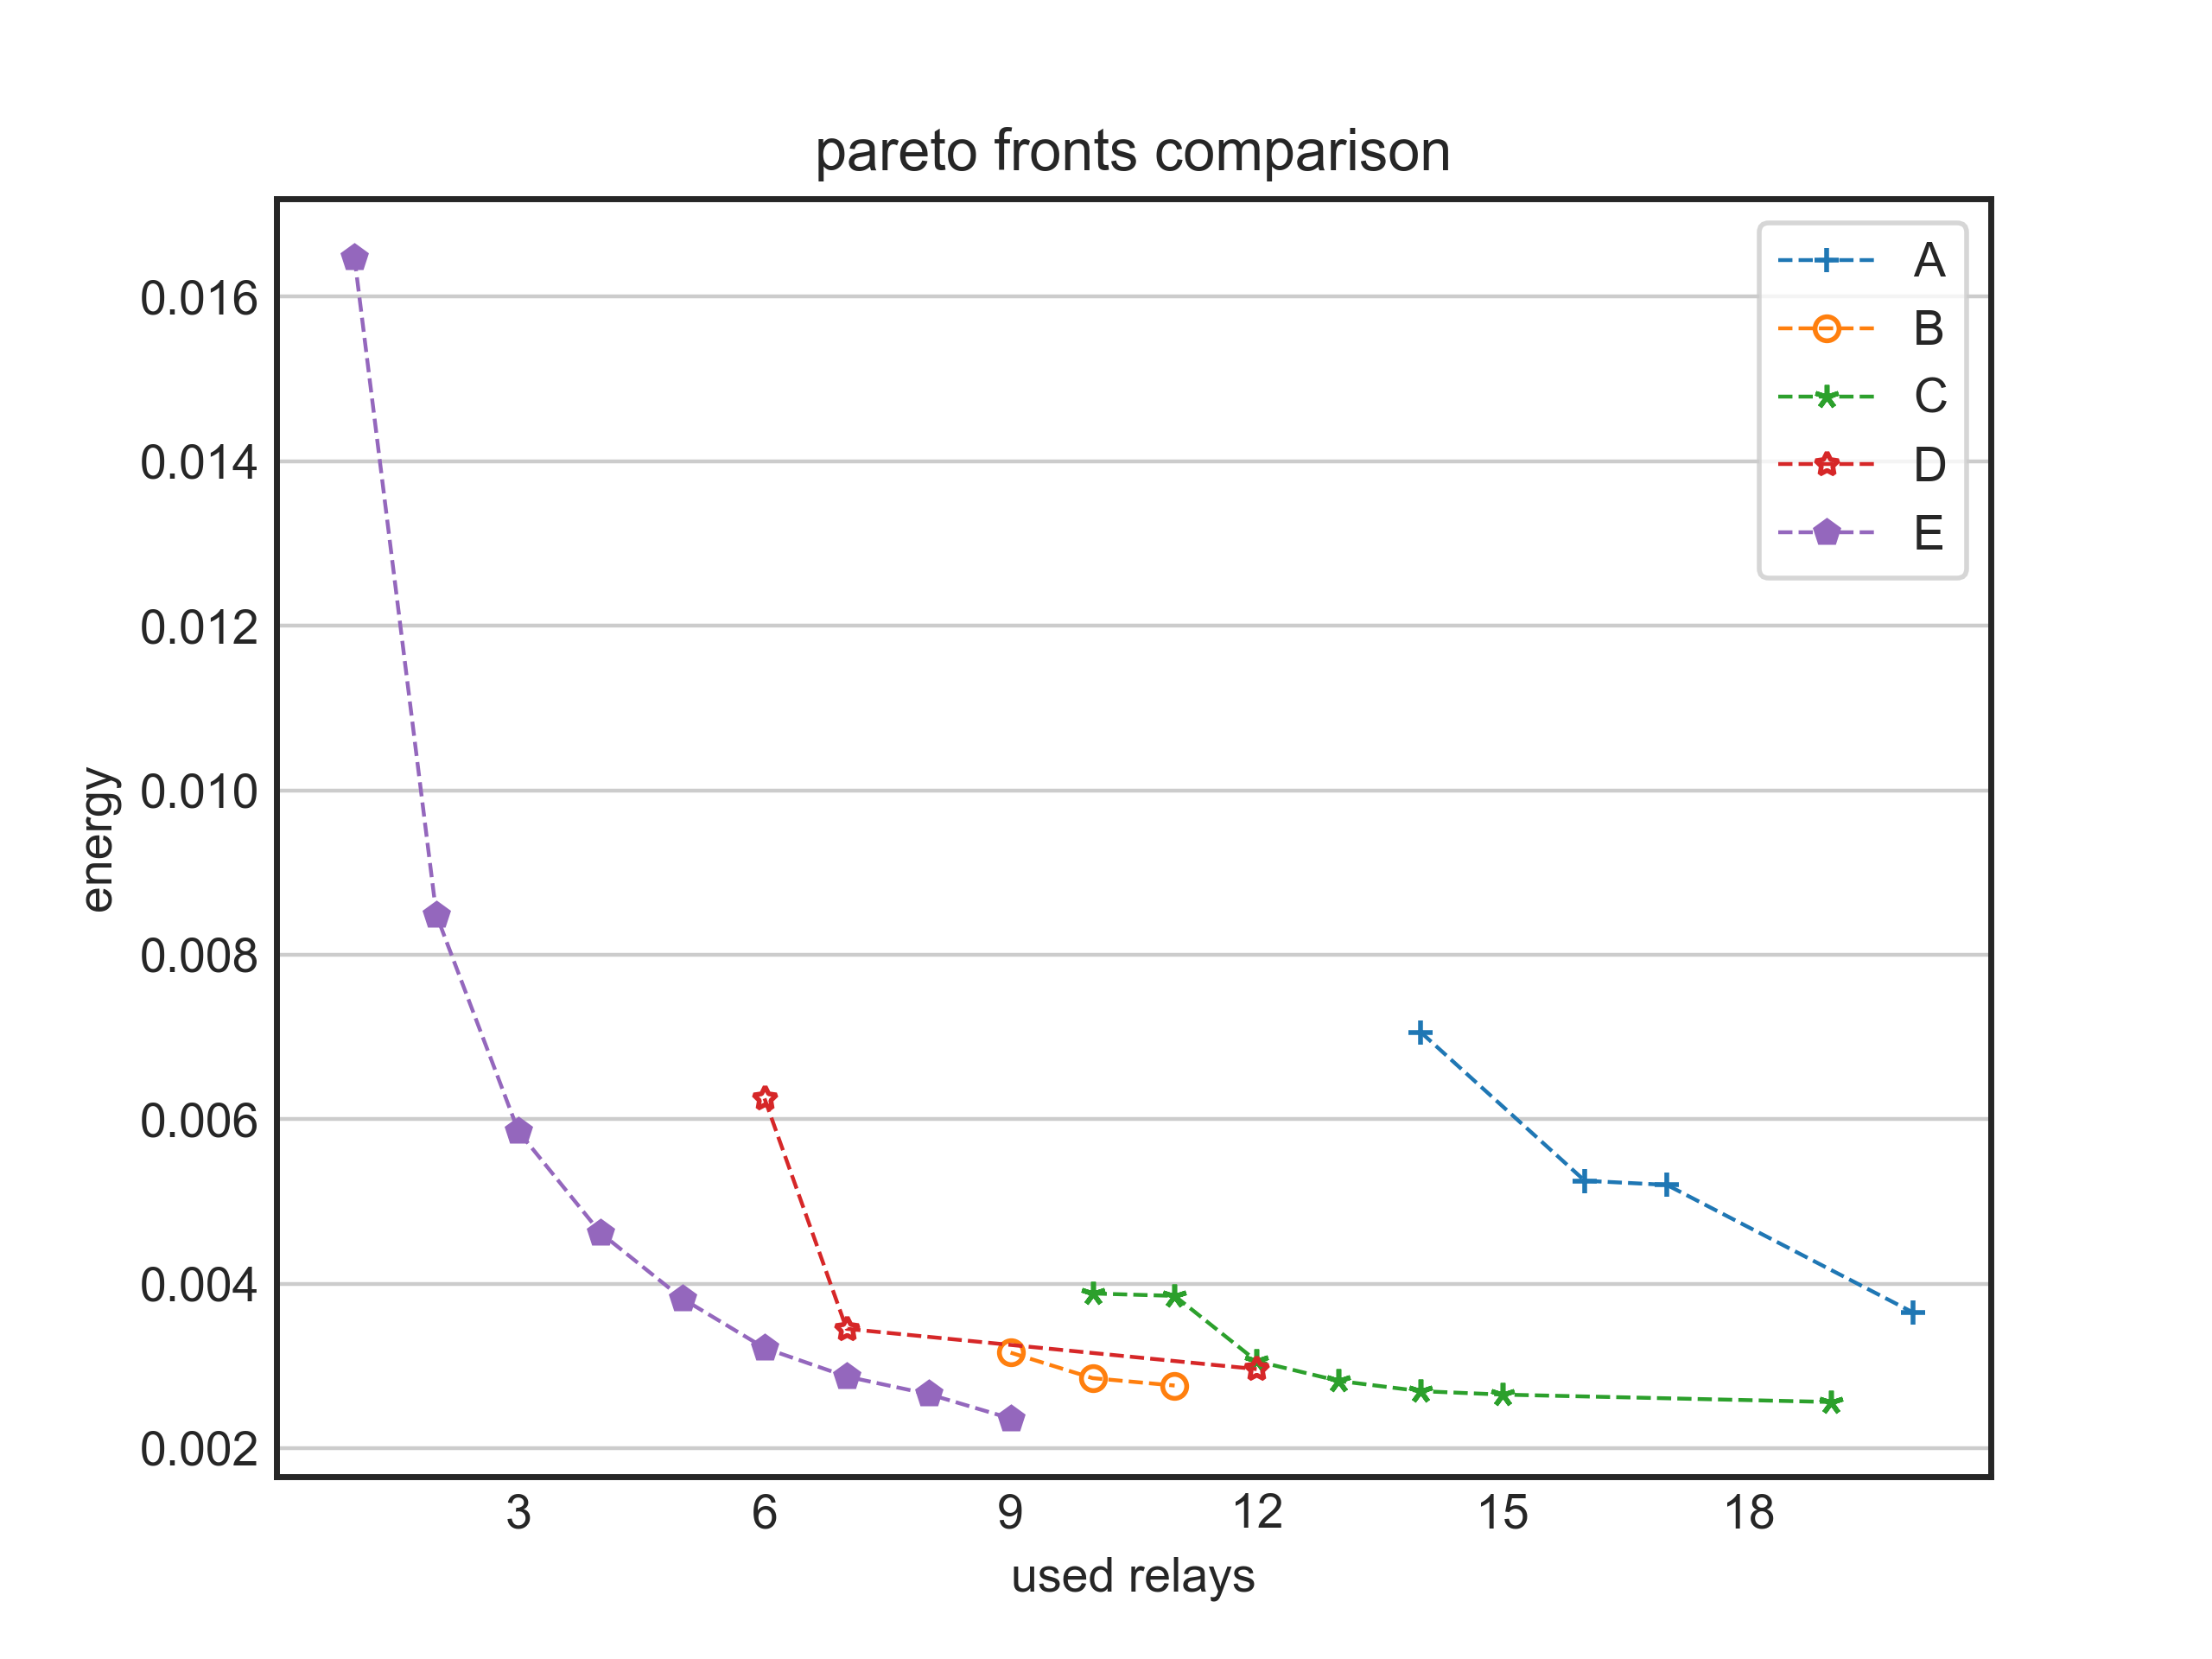 pareto fronts comparison
A
B
C
D
E
0.016
0.014
0.012
0.010
0.008
0.006
0.004
0.002
energy
3 6 9 12 15 18
used relays